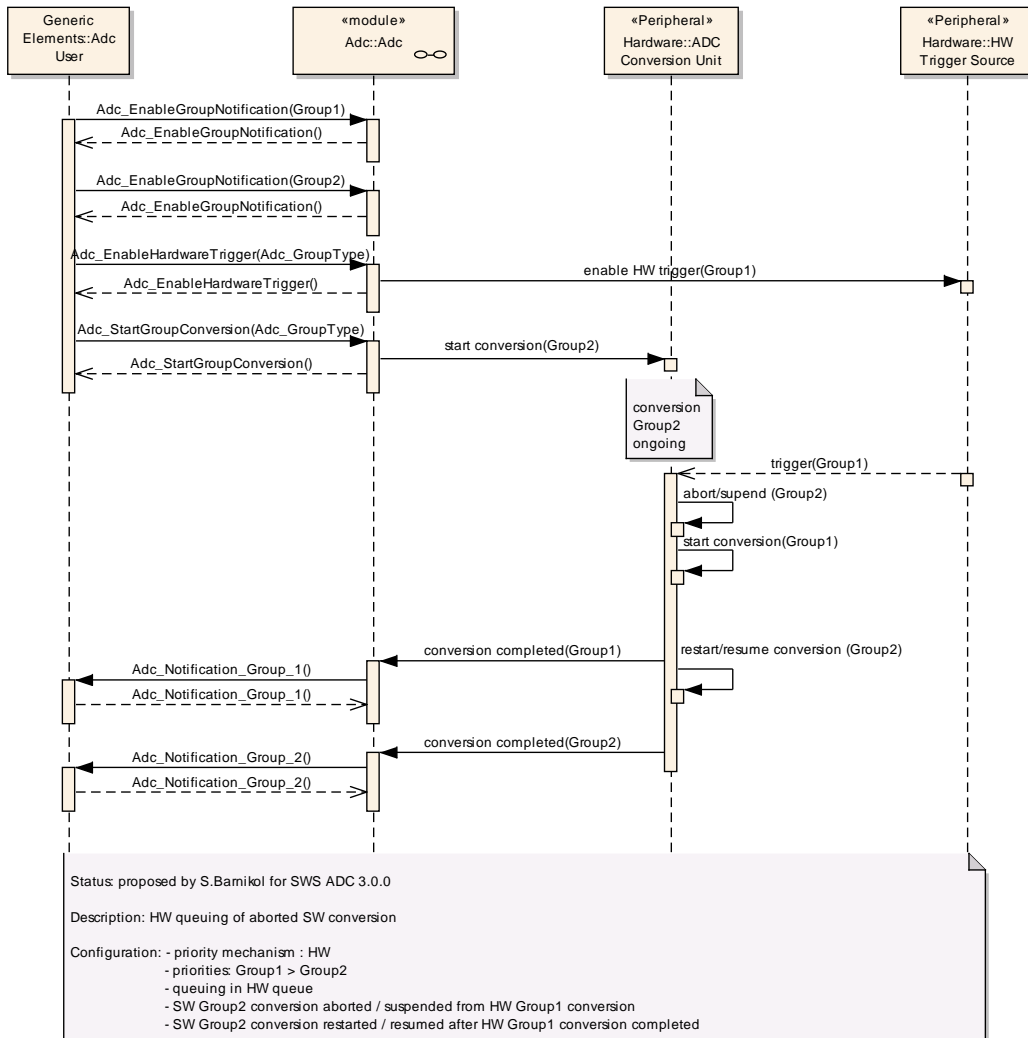 Generic
Elements::Adc
User
«module»
Adc::Adc
«Peripheral»
Hardware::ADC
Conversion Unit
«Peripheral»
Hardware::HW
Trigger Source
Adc_EnableGroupNotification(Group1)
Adc_EnableGroupNotification()
Adc_EnableGroupNotification(Group2)
Adc_EnableGroupNotification()
Adc_EnableHardwareTrigger(Adc_GroupType)
enable HW trigger(Group1)
Adc_EnableHardwareTrigger()
Adc_StartGroupConversion(Adc_GroupType)
start conversion(Group2)
Adc_StartGroupConversion()
conversion
Group2
ongoing
trigger(Group1)
abort/supend (Group2)
start conversion(Group1)
conversion completed(Group1)
restart/resume conversion (Group2)
Adc_Notification_Group_1()
Adc_Notification_Group_1()
conversion completed(Group2)
Adc_Notification_Group_2()
Adc_Notification_Group_2()
Status: proposed by S.Barnikol for SWS ADC 3.0.0
Description: HW queuing of aborted SW conversion
Configuration: - priority mechanism : HW
- priorities: Group1 > Group2
- queuing in HW queue
- SW Group2 conversion aborted / suspended from HW Group1 conversion
- SW Group2 conversion restarted / resumed after HW Group1 conversion completed